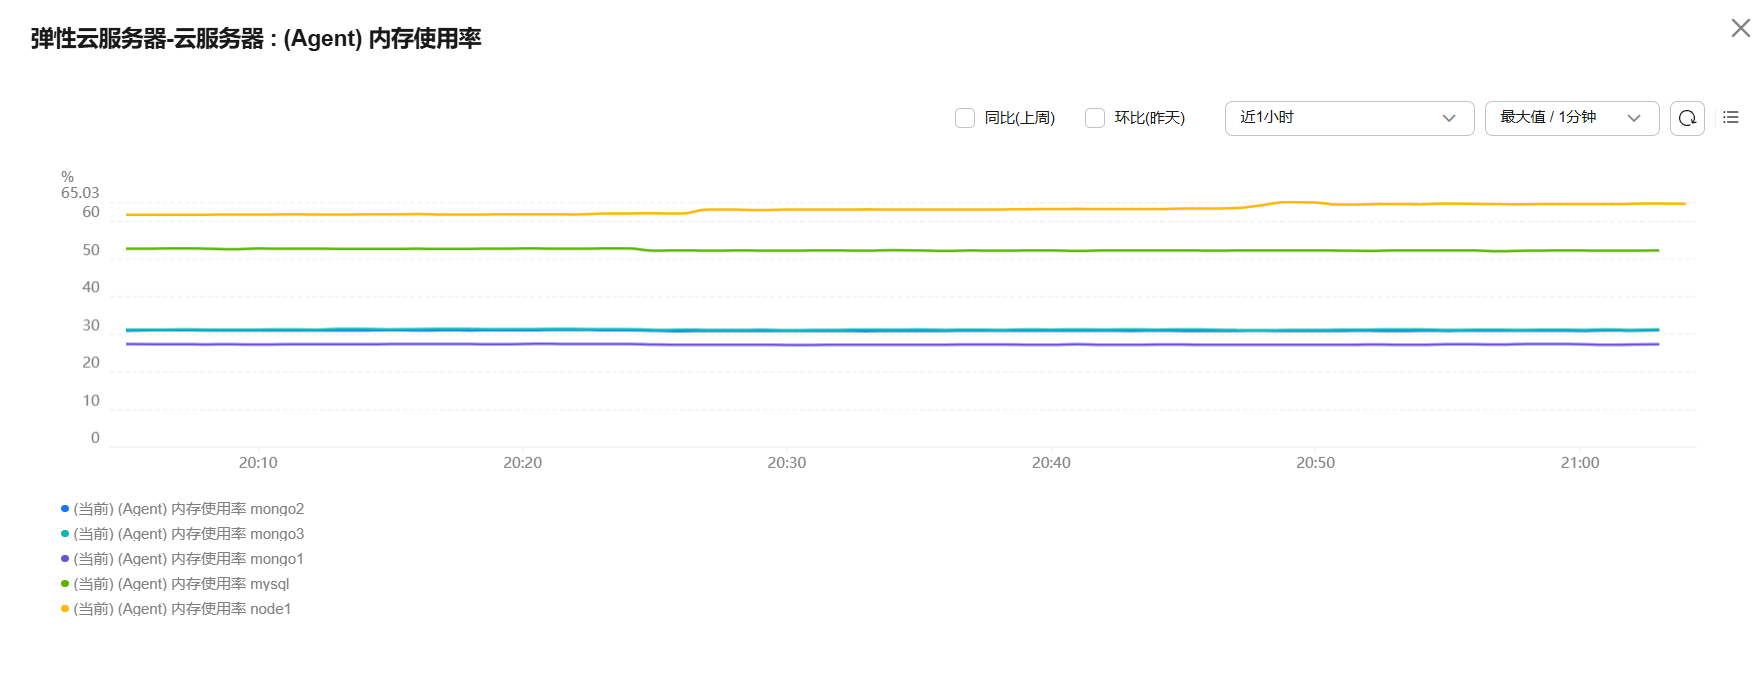 弹性云服务器-云服务器 : (Agent) 内存使用率
同比(上周) 环比(昨天) 近1小时 最大值 / 1分钟
%
65.03
60
50
40
30
20
10
0
20:10 20:20 20:30 20:40 20:50 21:00
(当前) (Agent) 内存使用率 mongo2
(当前) (Agent) 内存使用率 mongo3
(当前) (Agent) 内存使用率 mongo1
(当前) (Agent) 内存使用率 mysql
(当前) (Agent) 内存使用率 node1